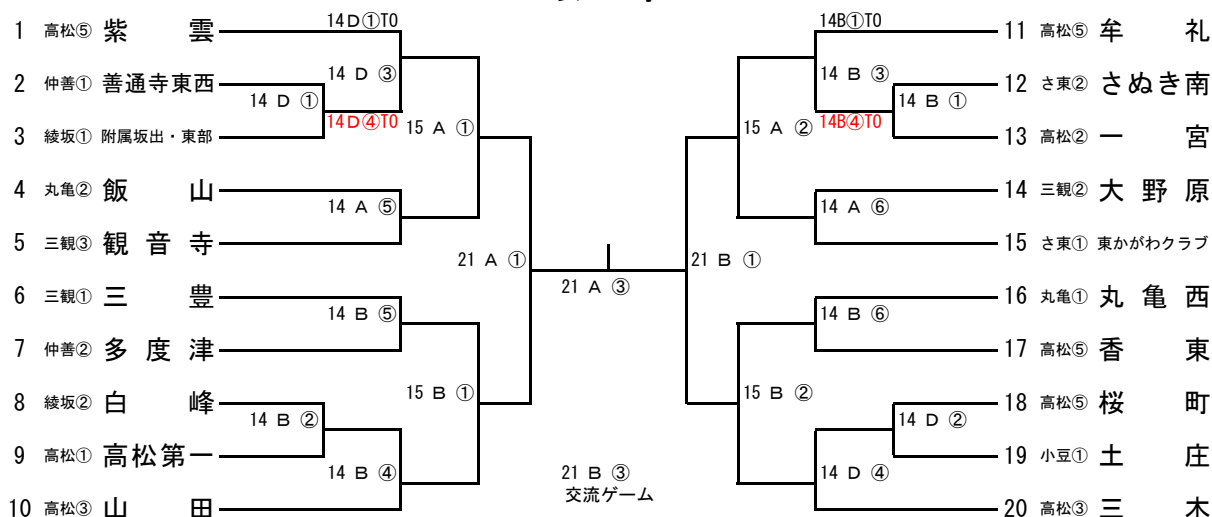 1 高松⑤ 紫雲
2 仲善① 善通寺東西
3 綾坂① 附属坂出・東部
4 丸亀② 飯山
5 三観③ 観音寺
6 三観① 三豊
7 仲善② 多度津
8 綾坂② 白峰
9 高松① 高松第一
10 高松③ 山田
14 D ① TO
14 D ①
14 D ③
14 D ④ TO
15 A ①
14 A ⑤
21 A ①
14 B ⑤
15 B ①
14 B ②
14 B ④
21 A ③
21 B ③
交流ゲーム
14B①TO
14 B ③
14 B ①
14B④TO
15 A ②
14 A ⑥
21 B ①
14 B ⑥
15 B ②
14 D ②
14 D ④
11 高松⑤ 牟礼
12 さ東② さぬき南
13 高松② 一宮
14 三観② 大野原
15 さ東① 東かがわクラブ
16 丸亀① 丸亀西
17 高松⑤ 香東
18 高松⑤ 桜町
19 小豆① 土庄
20 高松③ 三木